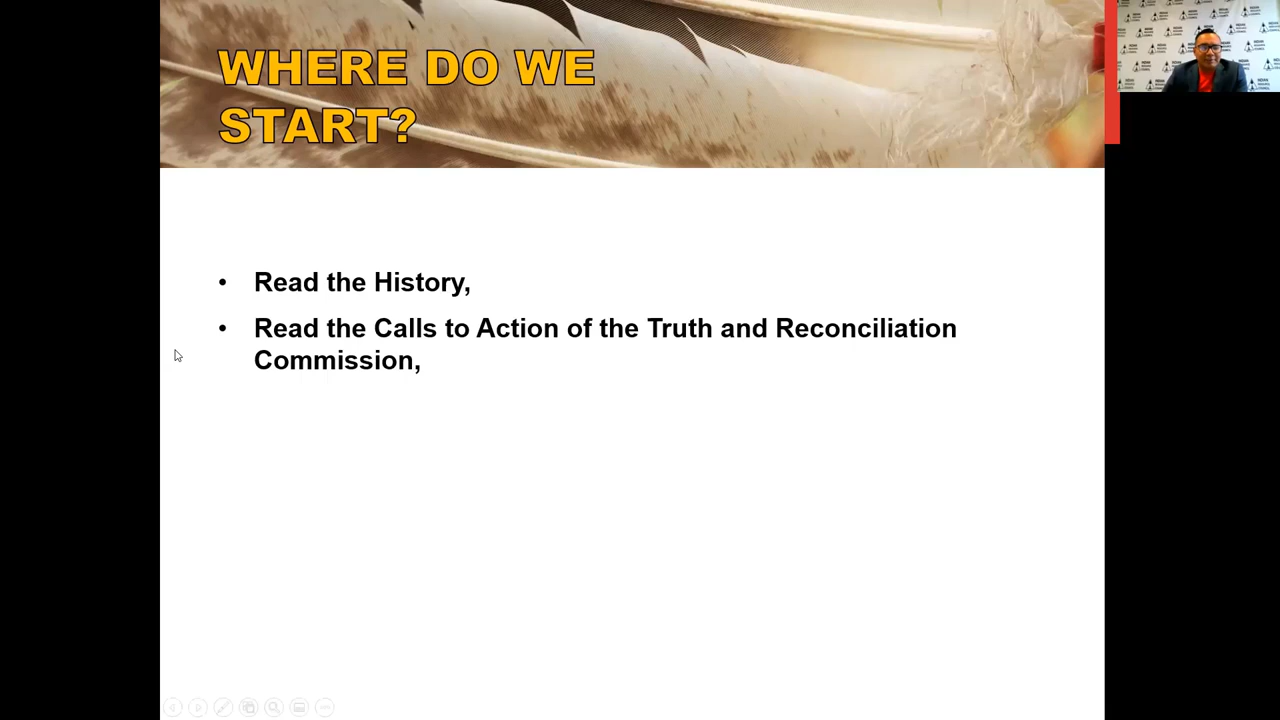 WHERE DO WE
START?
• Read the History,
• Read the Calls to Action of the Truth and Reconciliation
Commission,